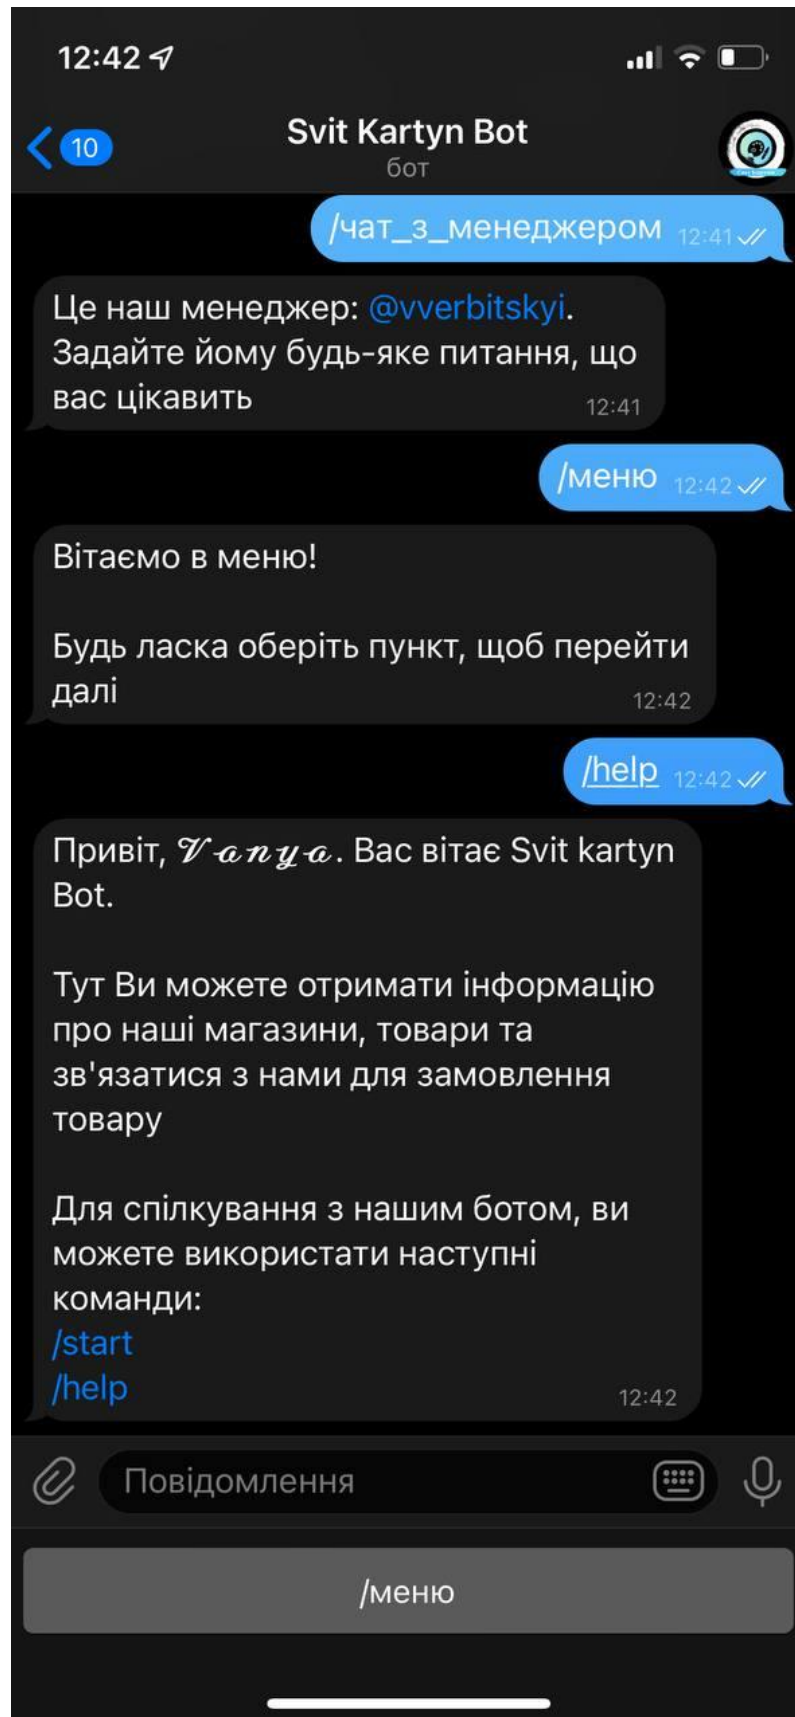 12:42
10
Svit Kartyn Bot
бот
/чат_з_менеджером 12:41
Це наш менеджер: @vverbitskyi.
Задайте йому будь-яке питання, що
вас цікавить 12:41
/меню 12:42
Вітаємо в меню!
Будь ласка оберіть пункт, щоб перейти
далі 12:42
/help 12:42
Привіт, 𝒱𝒶𝓃𝓎𝒶. Вас вітає Svit kartyn
Bot.
Тут Ви можете отримати інформацію
про наші магазини, товари та
зв'язатися з нами для замовлення
товару
Для спілкування з нашим ботом, ви
можете використати наступні
команди:
/start
/help 12:42
Повідомлення
/меню